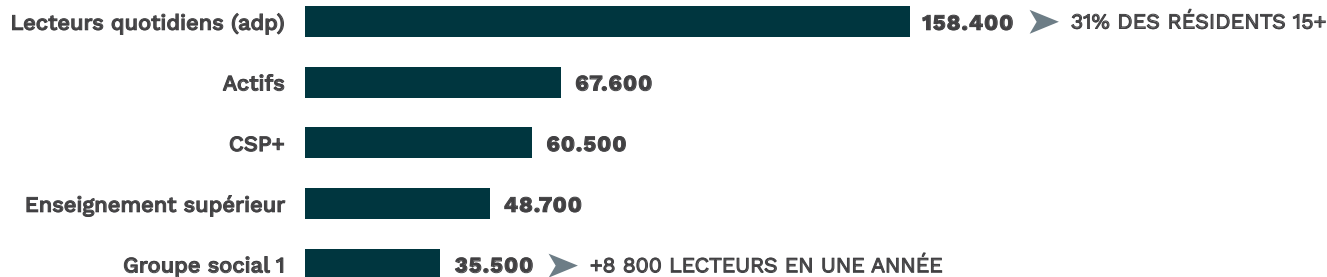 Lecteurs quotidiens (adp) 158.400 31% DES RÉSIDENTS 15+
Actifs 67.600
CSP+ 60.500
Enseignement supérieur 48.700
Groupe social 1 35.500 +8 800 LECTEURS EN UNE ANNÉE